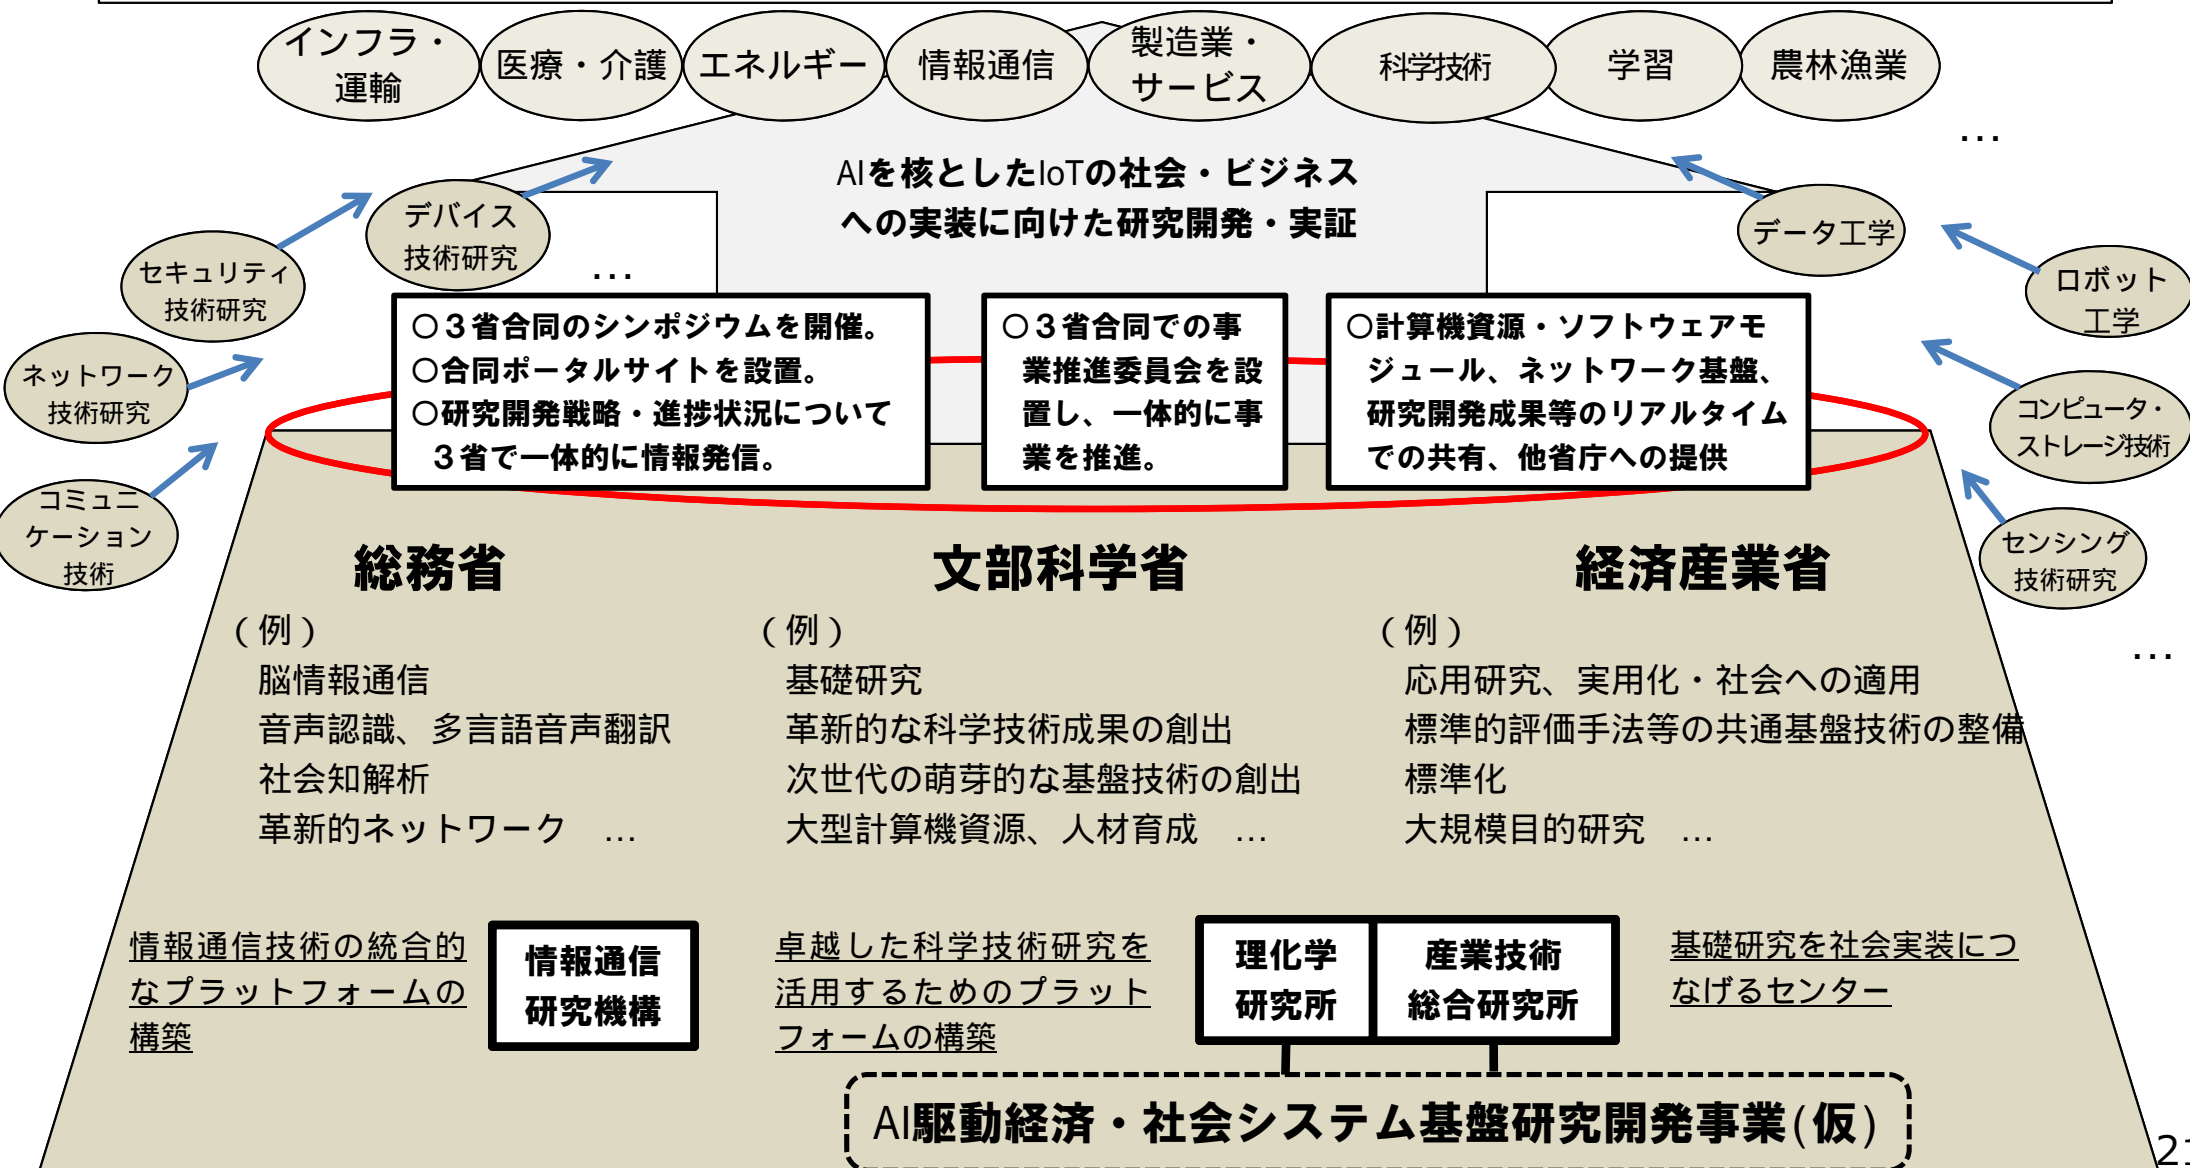 インフラ・
運輸
医療・介護
エネルギー
情報通信
製造業・
サービス
科学技術
学習
農林漁業
…
AIを核としたIoTの社会・ビジネス
への実装に向けた研究開発・実証
デバイス
技術研究
…
セキュリティ
技術研究
ネットワーク
技術研究
コミュニ
ケーション
技術
データ工学
ロボット
工学
コンピュータ・
ストレージ技術
センシング
技術研究
…
○３省合同のシンポジウムを開催。
○合同ポータルサイトを設置。
○研究開発戦略・進捗状況について
３省で一体的に情報発信。
○３省合同での事
業推進委員会を設
置し、一体的に事
業を推進。
○計算機資源・ソフトウェアモ
ジュール、ネットワーク基盤、
研究開発成果等のリアルタイム
での共有、他省庁への提供
総務省
（例）
脳情報通信
音声認識、多言語音声翻訳
社会知解析
革新的ネットワーク　…
文部科学省
（例）
基礎研究
革新的な科学技術成果の創出
次世代の萌芽的な基盤技術の創出
大型計算機資源、人材育成　…
経済産業省
（例）
応用研究、実用化・社会への適用
標準的評価手法等の共通基盤技術の整備
標準化
大規模目的研究　…
情報通信技術の統合的
なプラットフォームの
構築
情報通信
研究機構
卓越した科学技術研究を
活用するためのプラット
フォームの構築
理化学
研究所
産業技術
総合研究所
基礎研究を社会実装につ
なげるセンター
AI駆動経済・社会システム基盤研究開発事業(仮)